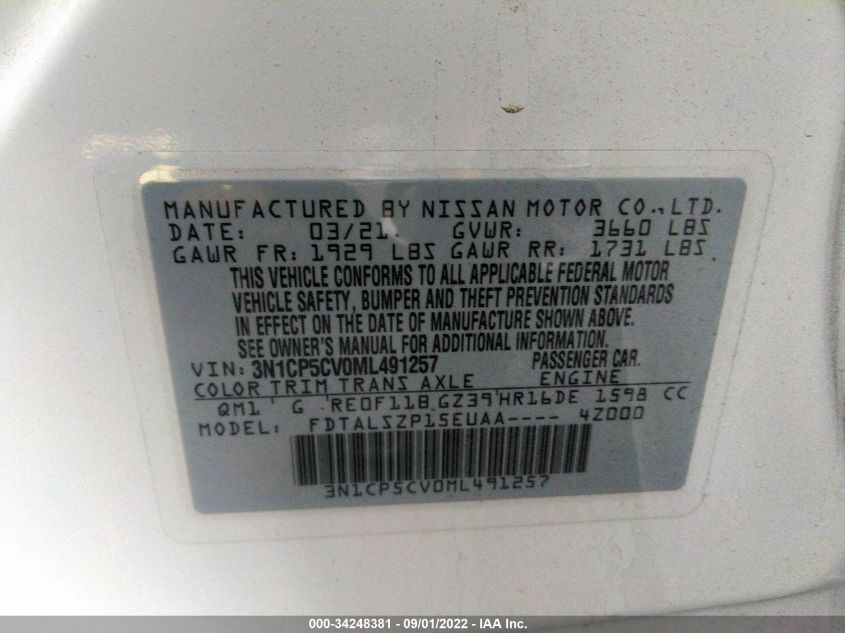 MANUFACTURED BY NISSAN MOTOR CO.,LTD.
DATE: 03/21 GVWR: 3660 LBS
GAWR FR: 1929 LBS GAWR RR: 1731 LBS
THIS VEHICLE CONFORMS TO ALL APPLICABLE FEDERAL MOTOR
VEHICLE SAFETY, BUMPER AND THEFT PREVENTION STANDARDS
IN EFFECT ON THE DATE OF MANUFACTURE SHOWN ABOVE.
SEE OWNER'S MANUAL FOR ADDITIONAL INFORMATION.
VIN: 3N1CP5CV0ML491257 PASSENGER CAR.
COLOR TRIM TRANS AXLE ENGINE
QM1 G RE0F11B GZ39 HR16DE 1598 CC
MODEL: FDTALSZP15EUAA---- 4Z000
3N1CP5CV0ML491257
000-34248381 - 09/01/2022 - IAA Inc.